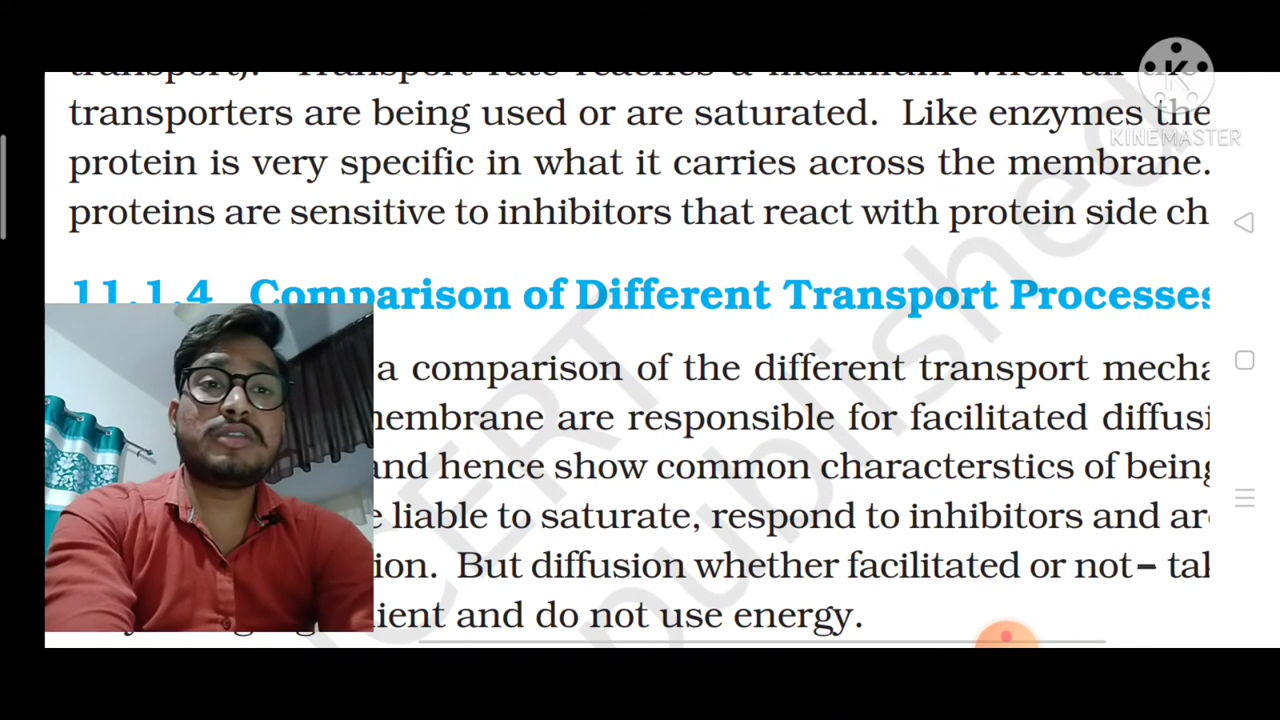 transporters are being used or are saturated. Like enzymes the
protein is very specific in what it carries across the membrane.
proteins are sensitive to inhibitors that react with protein side ch
11.1.4 Comparison of Different Transport Processes
a comparison of the different transport mecha
membrane are responsible for facilitated diffusi
and hence show common characterstics of being
liable to saturate, respond to inhibitors and are
But diffusion whether facilitated or not– tak
and do not use energy.
KINEMASTER
NCERT
published